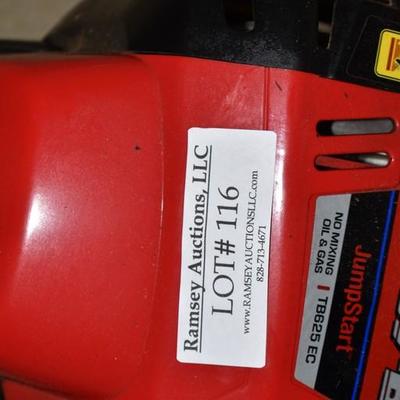 Ramsey Auctions, LLC
LOT# 116
www.RAMSEYAUCTIONSLLC.com
828-713-4671
NO MIXING
OIL & GAS
TB625 EC
JumpStart